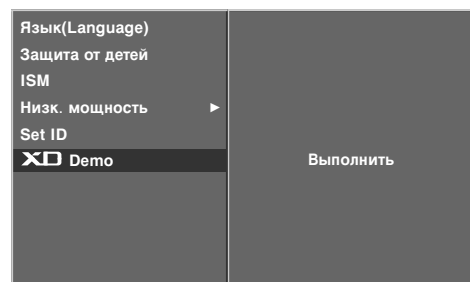 Язык(Language)
Защита от детей
ISM
Низк. мощность ►
Set ID
XD Demo
Выполнить